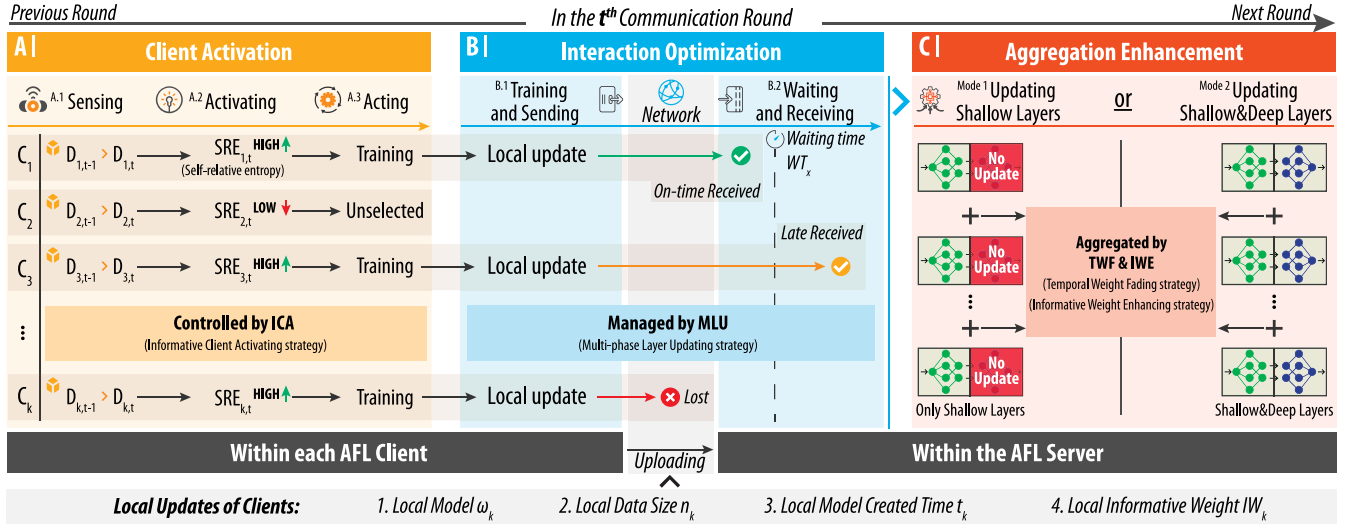 Previous Round
In the tth Communication Round
Next Round
A
Client Activation
B
Interaction Optimization
C
Aggregation Enhancement
A.1 Sensing
A.2 Activating
A.3 Acting
B.1 Training
and Sending
Network
B.2 Waiting
and Receiving
Mode 1 Updating
Shallow Layers
or
Mode 2 Updating
Shallow&Deep Layers
C1
D1,t-1 > D1,t
SRE1,t HIGH
(Self-relative entropy)
Training
Local update
On-time Received
Waiting time
WTx
C2
D2,t-1 > D2,t
SRE2,t LOW
Unselected
C3
D3,t-1 > D3,t
SRE3,t HIGH
Training
Local update
Late Received
Controlled by ICA
(Informative Client Activating strategy)
Managed by MLU
(Multi-phase Layer Updating strategy)
Ck
Dk,t-1 > Dk,t
SREk,t HIGH
Training
Local update
Lost
No
Update
No
Update
No
Update
Aggregated by
TWF & IWE
(Temporal Weight Fading strategy)
(Informative Weight Enhancing strategy)
Only Shallow Layers
Shallow&Deep Layers
Within each AFL Client
Uploading
Within the AFL Server
Local Updates of Clients:
1. Local Model ωk
2. Local Data Size nk
3. Local Model Created Time tk
4. Local Informative Weight IWk